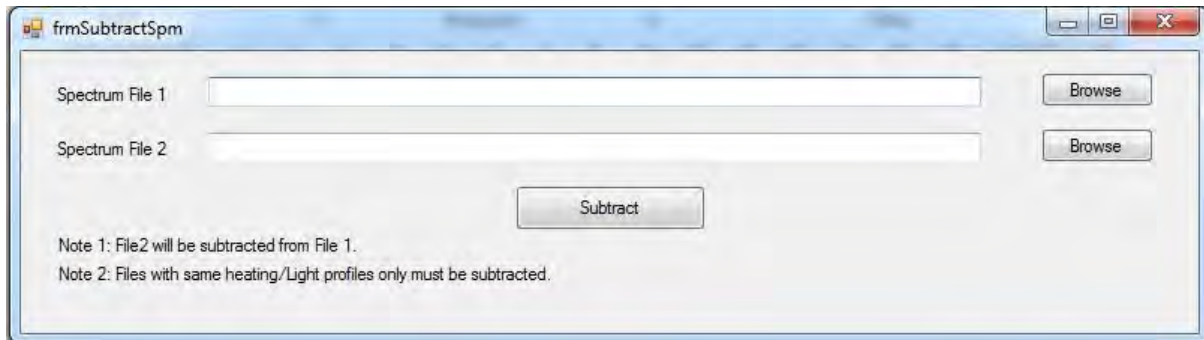 frmSubtractSpm
Spectrum File 1 Browse
Spectrum File 2 Browse
Subtract
Note 1: File2 will be subtracted from File 1.
Note 2: Files with same heating/Light profiles only must be subtracted.